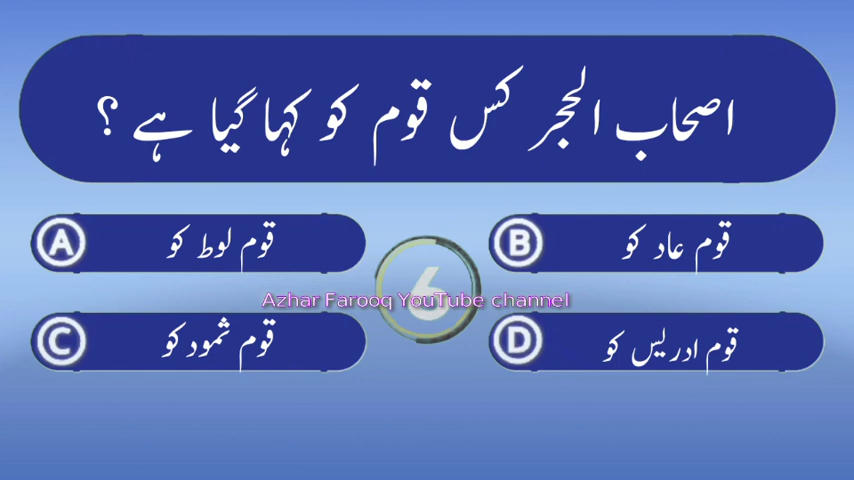 اصحاب الحجر کس قوم کو کہا گیا ہے ؟
A قوم لوط کو
B قوم عاد کو
6
Azhar Farooq YouTube channel
C قوم ثمود کو
D قوم ادریس کو